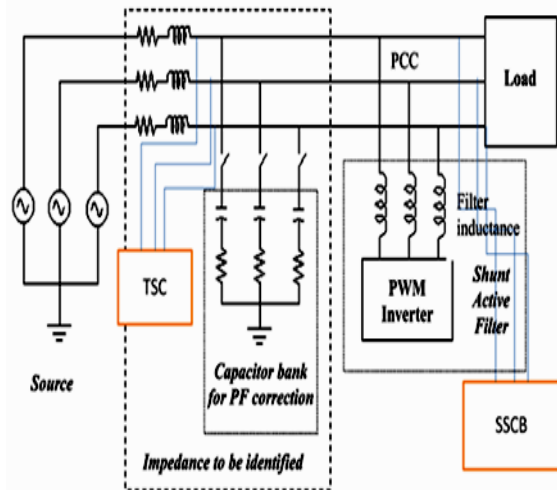 PCC
Load
Filter
inductance
TSC
PWM
Inverter
Shunt
Active
Filter
Source
Capacitor bank
for PF correction
SSCB
Impedance to be identified